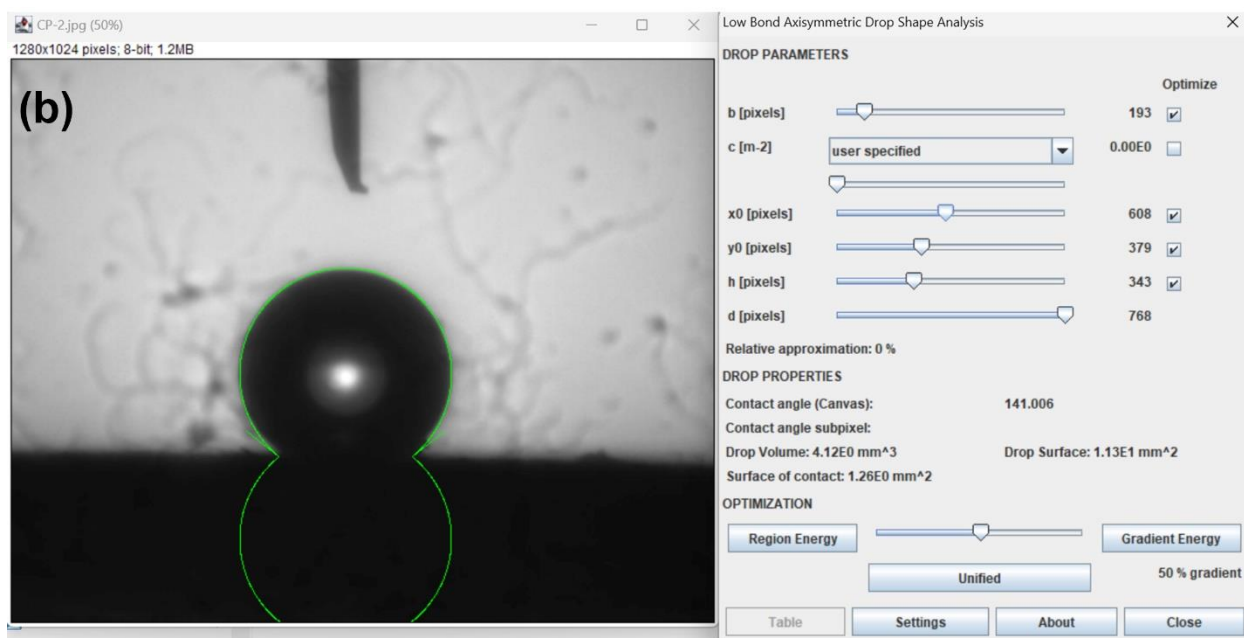 CP-2.jpg (50%)
1280x1024 pixels; 8-bit; 1.2MB
(b)
Low Bond Axisymmetric Drop Shape Analysis
DROP PARAMETERS
Optimize
b [pixels] 193
c [m-2] user specified 0.00E0
x0 [pixels] 608
y0 [pixels] 379
h [pixels] 343
d [pixels] 768
Relative approximation: 0 %
DROP PROPERTIES
Contact angle (Canvas): 141.006
Contact angle subpixel:
Drop Volume: 4.12E0 mm^3 Drop Surface: 1.13E1 mm^2
Surface of contact: 1.26E0 mm^2
OPTIMIZATION
Region Energy Gradient Energy
Unified 50 % gradient
Table Settings About Close